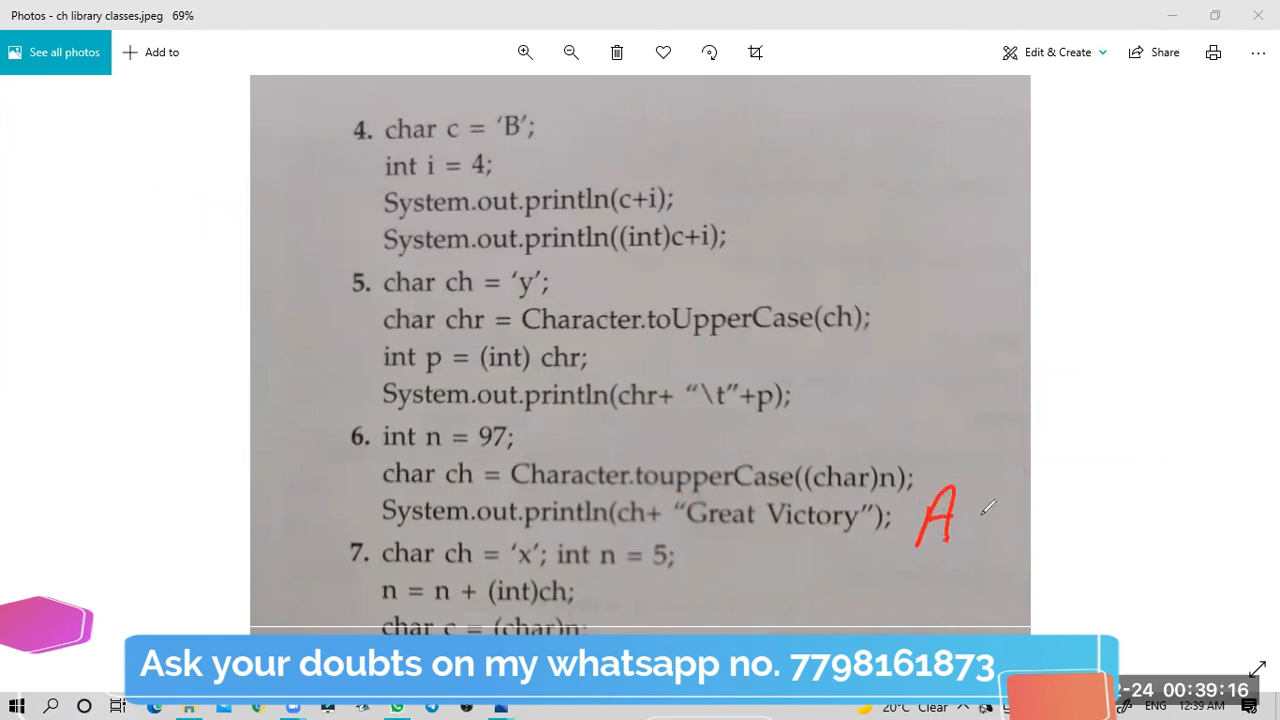 Photos - ch library classes.jpeg 69%
See all photos
Add to
Edit & Create
Share
4. char c = ‘B’;
int i = 4;
System.out.println(c+i);
System.out.println((int)c+i);
5. char ch = ‘y’;
char chr = Character.toUpperCase(ch);
int p = (int) chr;
System.out.println(chr+ “\t”+p);
6. int n = 97;
char ch = Character.toupperCase((char)n);
System.out.println(ch+ “Great Victory”); A
7. char ch = ‘x’; int n = 5;
n = n + (int)ch;
char c = (char)n;
Ask your doubts on my whatsapp no. 7798161873
-24 00:39:16
20°C Clear
ENG
12:39 AM